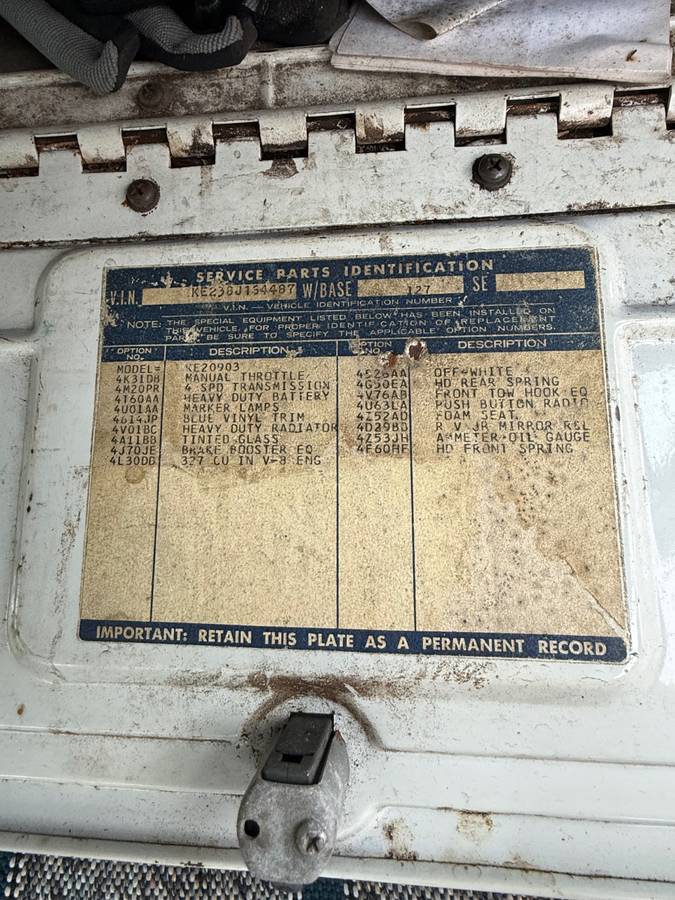 SERVICE PARTS IDENTIFICATION
V.I.N. KE238J154487 W/BASE 127 SE
V.I.N. — VEHICLE IDENTIFICATION NUMBER
NOTE: THE SPECIAL EQUIPMENT LISTED BELOW HAS BEEN INSTALLED ON
THIS VEHICLE. FOR PROPER IDENTIFICATION OF REPLACEMENT
PARTS BE SURE TO SPECIFY THE APPLICABLE OPTION NUMBERS.
OPTION NO. DESCRIPTION OPTION NO. DESCRIPTION
MODEL= KE20903
4K31DB MANUAL THROTTLE
4M20PR 4 SPD TRANSMISSION
4T60AA HEAVY DUTY BATTERY
4U01AA MARKER LAMPS
4614JP BLUE VINYL TRIM
4V01BC HEAVY DUTY RADIATOR
4A11BB TINTED GLASS
4J70JE BRAKE BOOSTER EQ
4L30DG 327 CU IN V-8 ENG
4526AA OFF-WHITE
4G50EA HD REAR SPRING
4V76AB FRONT TOW HOOK EQ
4U63LA PUSH BUTTON RADIO
4Z52AD FOAM SEAT
4D29BD R V JR MIRROR R&L
4Z53JH AMMETER-OIL GAUGE
4F60HF HD FRONT SPRING
IMPORTANT: RETAIN THIS PLATE AS A PERMANENT RECORD